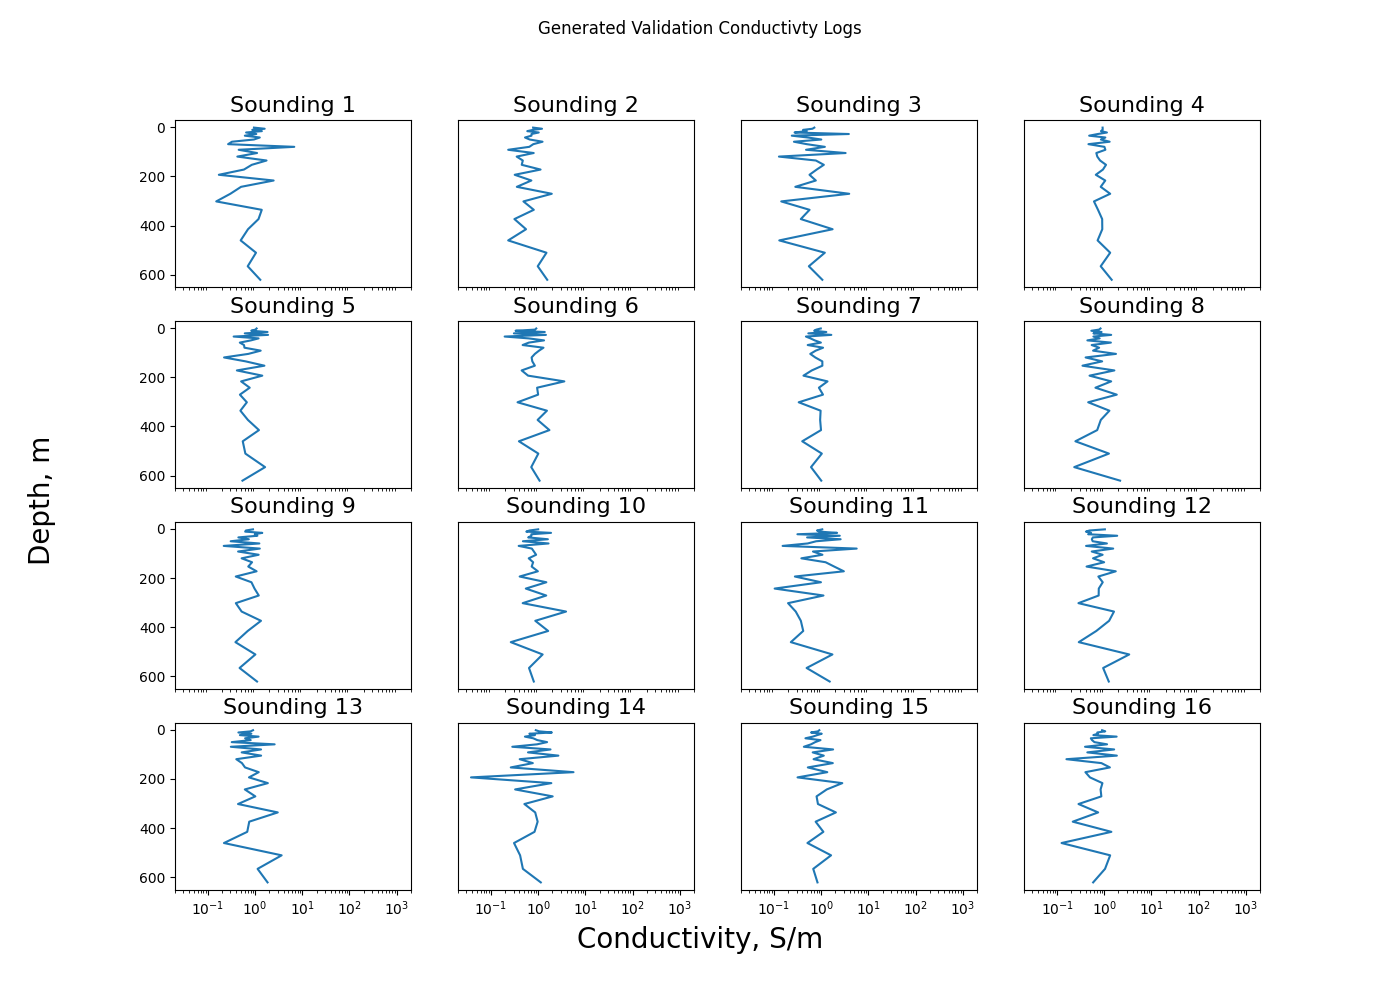 Generated Validation Conductivty Logs
Sounding 1 Sounding 2 Sounding 3 Sounding 4
0
200
400
600
Sounding 5 Sounding 6 Sounding 7 Sounding 8
0
200
400
600
Sounding 9 Sounding 10 Sounding 11 Sounding 12
0
200
400
600
Sounding 13 Sounding 14 Sounding 15 Sounding 16
0
200
400
600
10⁻¹ 10⁰ 10¹ 10² 10³ 10⁻¹ 10⁰ 10¹ 10² 10³ 10⁻¹ 10⁰ 10¹ 10² 10³ 10⁻¹ 10⁰ 10¹ 10² 10³
Depth, m
Conductivity, S/m